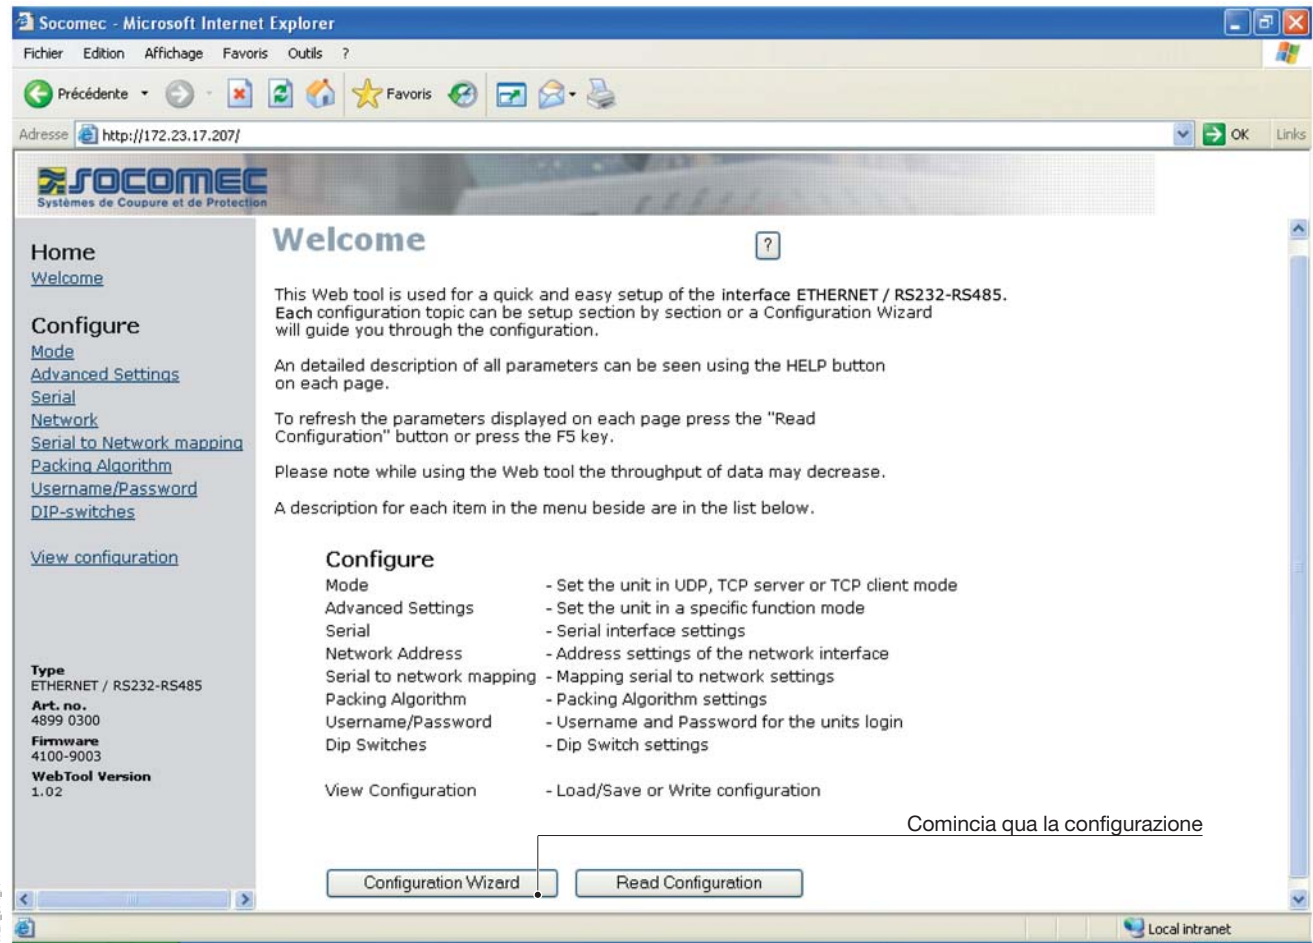 Socomec - Microsoft Internet Explorer
Fichier Edition Affichage Favoris Outils ?
Précédente Favoris
Adresse http://172.23.17.207/ OK Links
SOCOMEC
Systèmes de Coupure et de Protection
Home
Welcome
Configure
Mode
Advanced Settings
Serial
Network
Serial to Network mapping
Packing Algorithm
Username/Password
DIP-switches
View configuration
Type
ETHERNET / RS232-RS485
Art. no.
4899 0300
Firmware
4100-9003
WebTool Version
1.02
Welcome ?
This Web tool is used for a quick and easy setup of the interface ETHERNET / RS232-RS485.
Each configuration topic can be setup section by section or a Configuration Wizard
will guide you through the configuration.
An detailed description of all parameters can be seen using the HELP button
on each page.
To refresh the parameters displayed on each page press the "Read
Configuration" button or press the F5 key.
Please note while using the Web tool the throughput of data may decrease.
A description for each item in the menu beside are in the list below.
Configure
Mode - Set the unit in UDP, TCP server or TCP client mode
Advanced Settings - Set the unit in a specific function mode
Serial - Serial interface settings
Network Address - Address settings of the network interface
Serial to network mapping - Mapping serial to network settings
Packing Algorithm - Packing Algorithm settings
Username/Password - Username and Password for the units login
Dip Switches - Dip Switch settings
View Configuration - Load/Save or Write configuration
Comincia qua la configurazione
Configuration Wizard Read Configuration
Local intranet